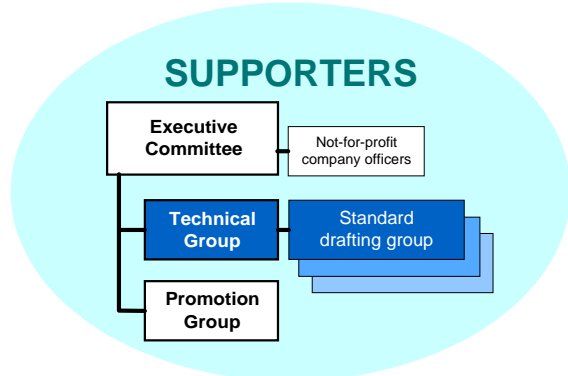 SUPPORTERS
Executive
Committee
Not-for-profit
company officers
Technical
Group
Standard
drafting group
Promotion
Group